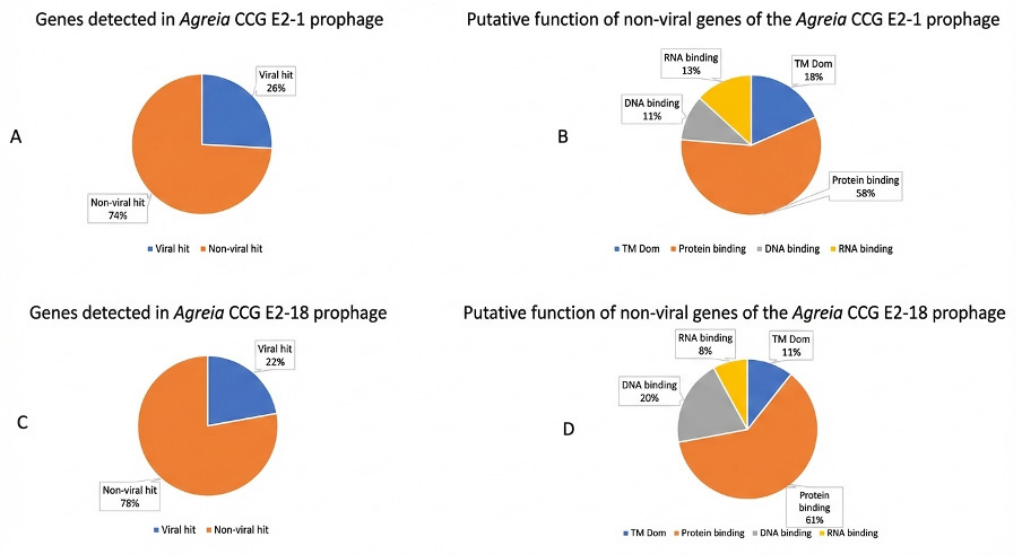 Genes detected in Agreia CCG E2-1 prophage
Viral hit
26%
A
Non-viral hit
74%
Viral hit Non-viral hit
Putative function of non-viral genes of the Agreia CCG E2-1 prophage
RNA binding
13%
TM Dom
18%
DNA binding
11%
B
Protein binding
58%
TM Dom Protein binding DNA binding RNA binding
Genes detected in Agreia CCG E2-18 prophage
Viral hit
22%
C
Non-viral hit
78%
Viral hit Non-viral hit
Putative function of non-viral genes of the Agreia CCG E2-18 prophage
RNA binding
8%
TM Dom
11%
DNA binding
20%
D
Protein
binding
61%
TM Dom Protein binding DNA binding RNA binding